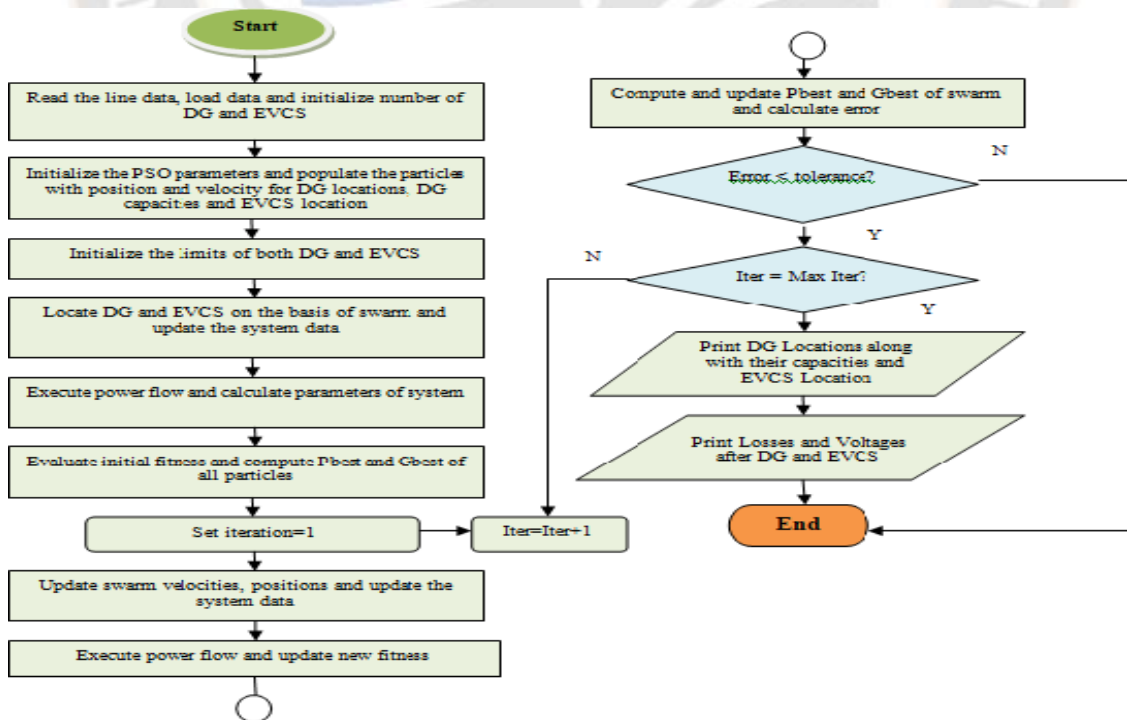 Start
Read the line data, load data and initialize number of
DG and EVCS
Initialize the PSO parameters and populate the particles
with position and velocity for DG locations, DG
capacities and EVCS location
Initialize the limits of both DG and EVCS
Locate DG and EVCS on the basis of swarm and
update the system data
Execute power flow and calculate parameters of system
Evaluate initial fitness and compute Pbest and Gbest of
all particles
Set iteration=1
Iter=Iter+1
Update swarm velocities, positions and update the
system data
Execute power flow and update new fitness
Compute and update Pbest and Gbest of swarm
and calculate error
N
Error ≤ tolerance?
Y
N
Iter = Max Iter?
Y
Print DG Locations along
with their capacities and
EVCS Location
Print Losses and Voltages
after DG and EVCS
End